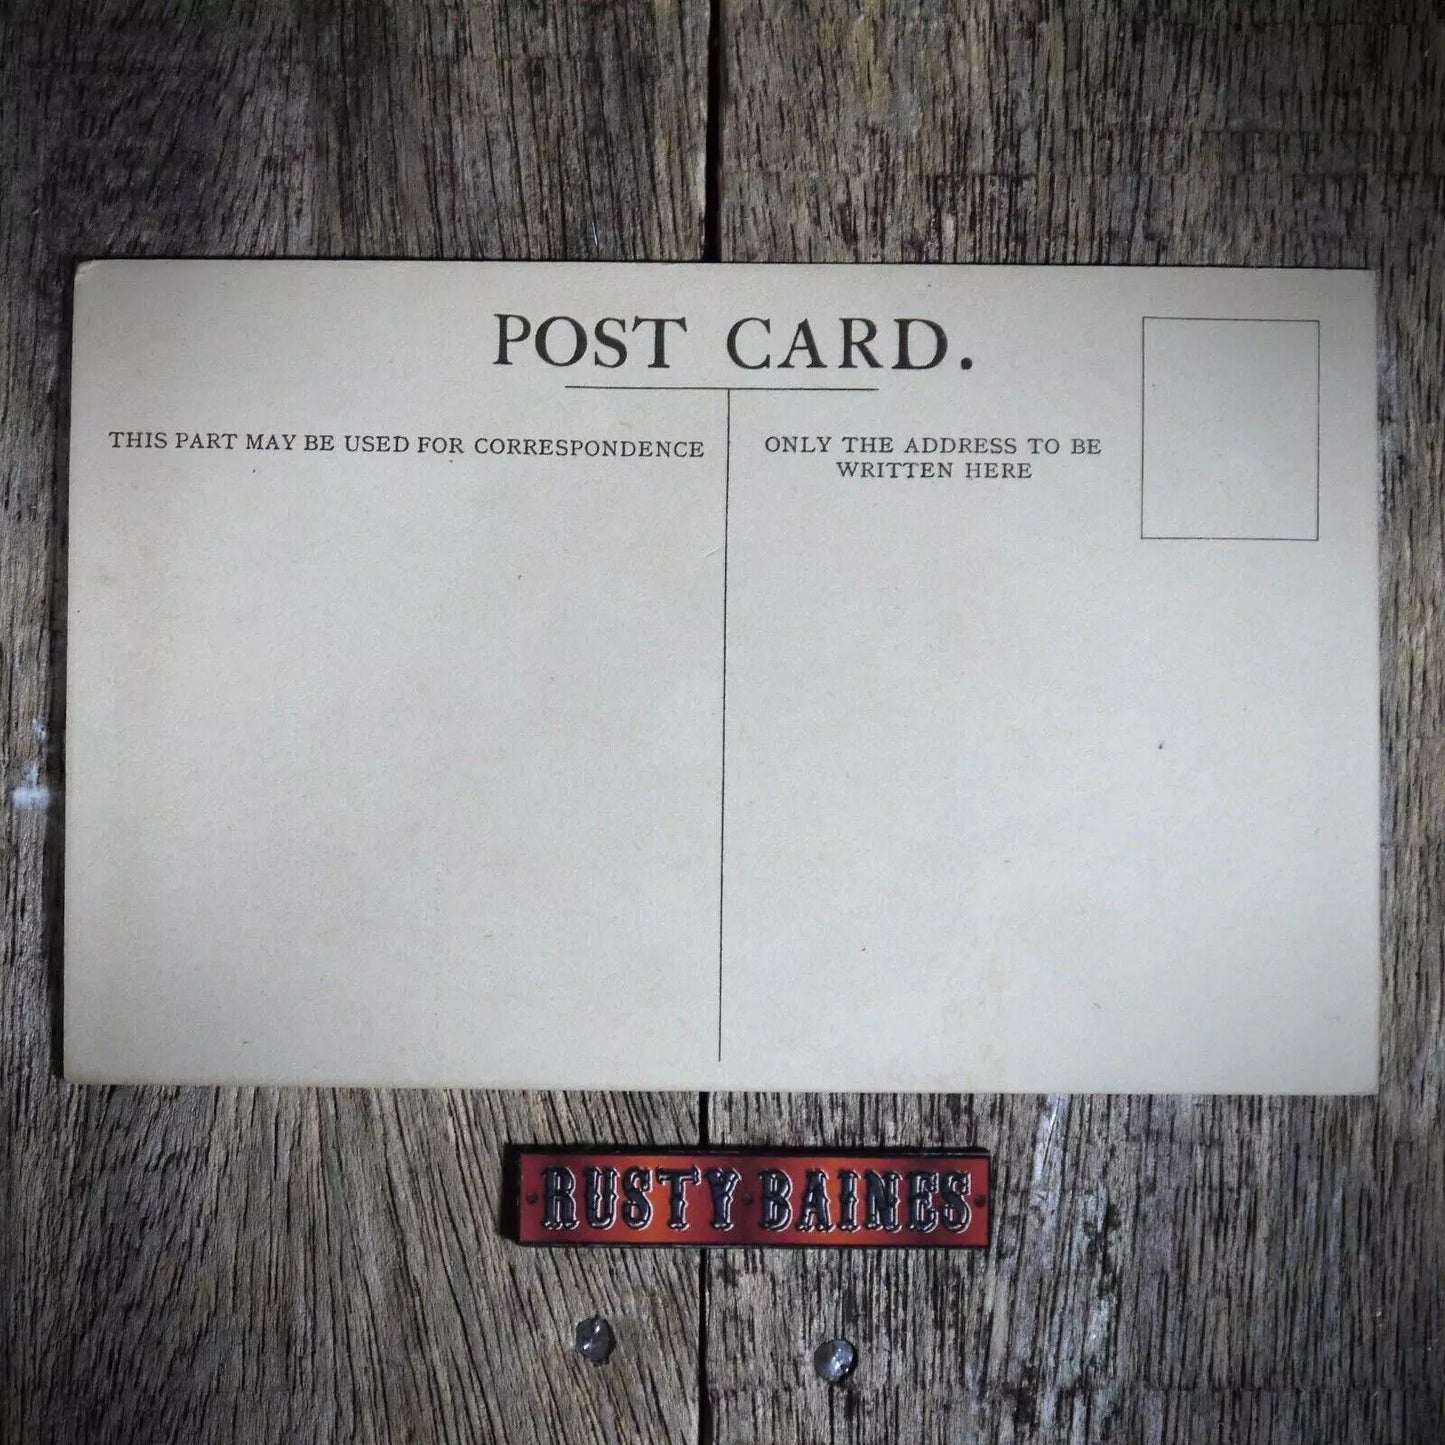 POST CARD.
THIS PART MAY BE USED FOR CORRESPONDENCE
ONLY THE ADDRESS TO BE
WRITTEN HERE
RUSTY BAINES